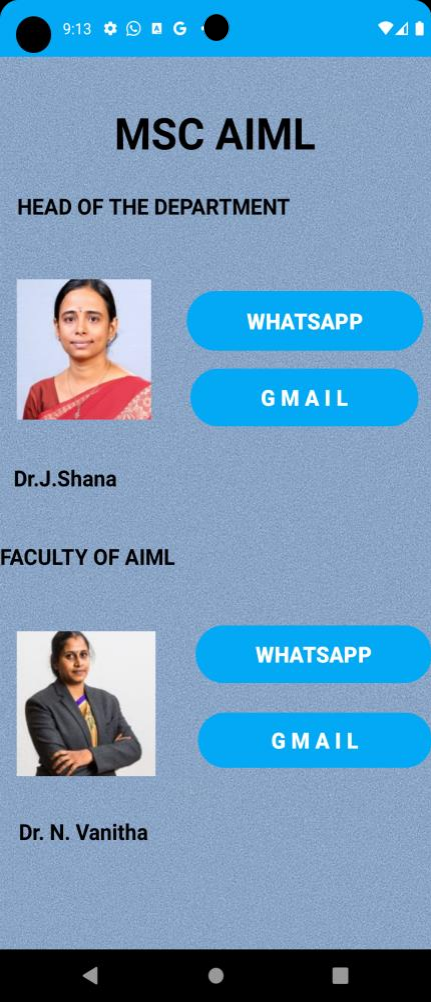 9:13
MSC AIML
HEAD OF THE DEPARTMENT
WHATSAPP
G M A I L
Dr.J.Shana
FACULTY OF AIML
WHATSAPP
G M A I L
Dr. N. Vanitha